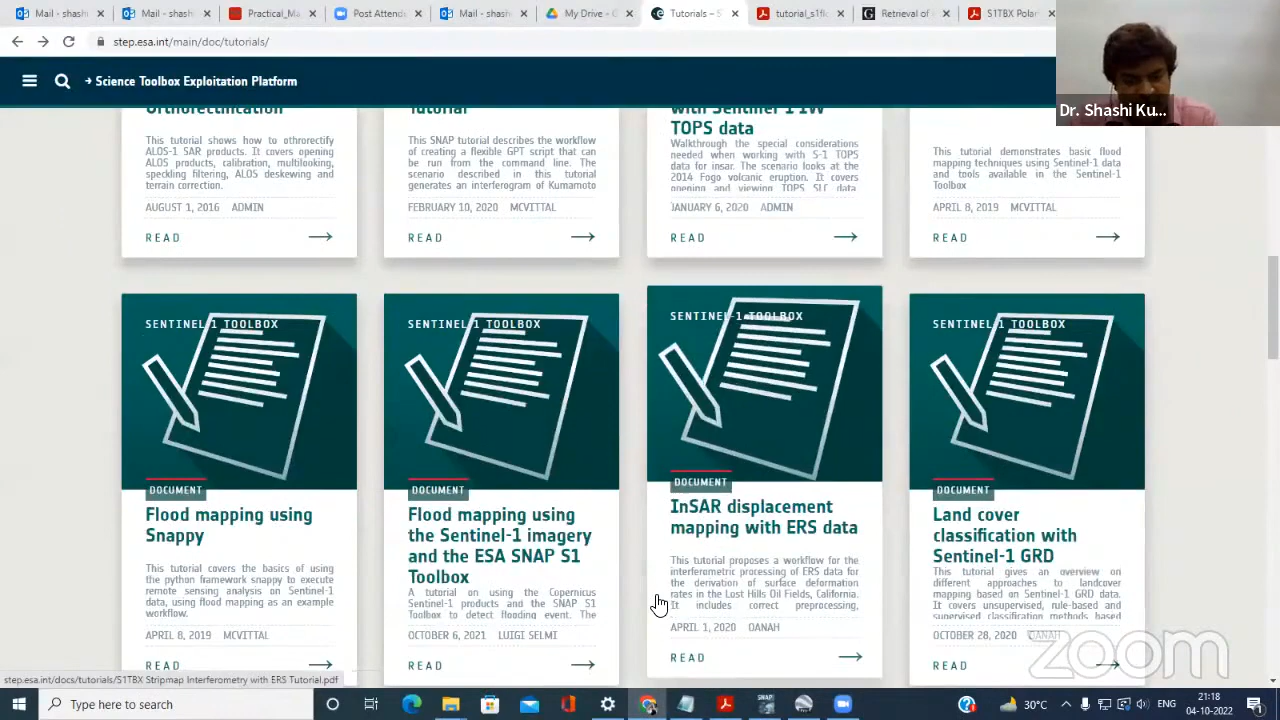 Mail - shashi
Practical_Ma
Post Attend
Mail - shashi
My Drive - G
Tutorials – S
tutorial_s1fl
Retrieval of
S1TBX Polar
step.esa.int/main/doc/tutorials/
Science Toolbox Exploitation Platform
Dr. Shashi Ku...
Orthorectification
This tutorial shows how to othrorectify
ALOS-1 SAR products. It covers opening
ALOS products, calibration, multilooking,
speckling filtering, ALOS deskewing and
terrain correction.
AUGUST 1, 2016 ADMIN
READ
Tutorial
This SNAP tutorial describes the workflow
of creating a flexible GPT script that can
be run from the command line. The
scenario described in this tutorial
generates an interferogram of Kumamoto
FEBRUARY 10, 2020 MCVITTAL
READ
with Sentinel-1 IW
TOPS data
Walkthrough the special considerations
needed when working with S-1 TOPS
data for insar. The scenario looks at the
2014 Fogo volcanic eruption. It covers
opening and viewing TOPS SLC data,
JANUARY 6, 2020 ADMIN
READ
This tutorial demonstrates basic flood
mapping techniques using Sentinel-1 data
and tools available in the Sentinel-1
Toolbox
APRIL 8, 2019 MCVITTAL
READ
SENTINEL-1 TOOLBOX
DOCUMENT
Flood mapping using
Snappy
This tutorial covers the basics of using
the python framework snappy to execute
remote sensing analysis on Sentinel-1
data, using flood mapping as an example
workflow.
APRIL 8, 2019 MCVITTAL
READ
SENTINEL-1 TOOLBOX
DOCUMENT
Flood mapping using
the Sentinel-1 imagery
and the ESA SNAP S1
Toolbox
A tutorial on using the Copernicus
Sentinel-1 products and the SNAP S1
Toolbox to detect flooding event. The
OCTOBER 6, 2021 LUIGI SELMI
READ
SENTINEL-1 TOOLBOX
DOCUMENT
InSAR displacement
mapping with ERS data
This tutorial proposes a workflow for the
interferometric processing of ERS data for
the derivation of surface deformation
rates in the Lost Hills Oil Fields, California.
It includes correct preprocessing,
APRIL 1, 2020 OANAH
READ
SENTINEL-1 TOOLBOX
DOCUMENT
Land cover
classification with
Sentinel-1 GRD
This tutorial gives an overview on
different approaches to landcover
mapping based on Sentinel-1 GRD data.
It covers unsupervised, rule-based and
supervised classification methods based
OCTOBER 28, 2020 OANAH
READ
zoom
step.esa.int/docs/tutorials/S1TBX Stripmap Interferometry with ERS Tutorial.pdf
Type here to search
SNAP
30°C
21:18
04-10-2022